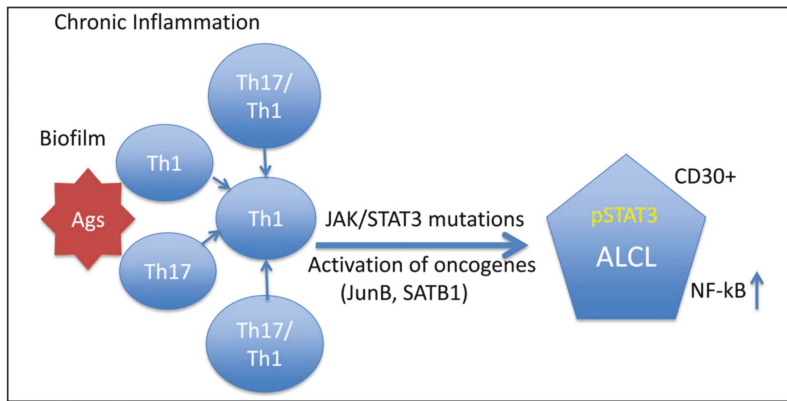 Chronic Inflammation
Th17/
Th1
Biofilm
Th1
Ags
Th1
Th17
Th17/
Th1
JAK/STAT3 mutations
Activation of oncogenes
(JunB, SATB1)
CD30+
pSTAT3
ALCL
NF-kB